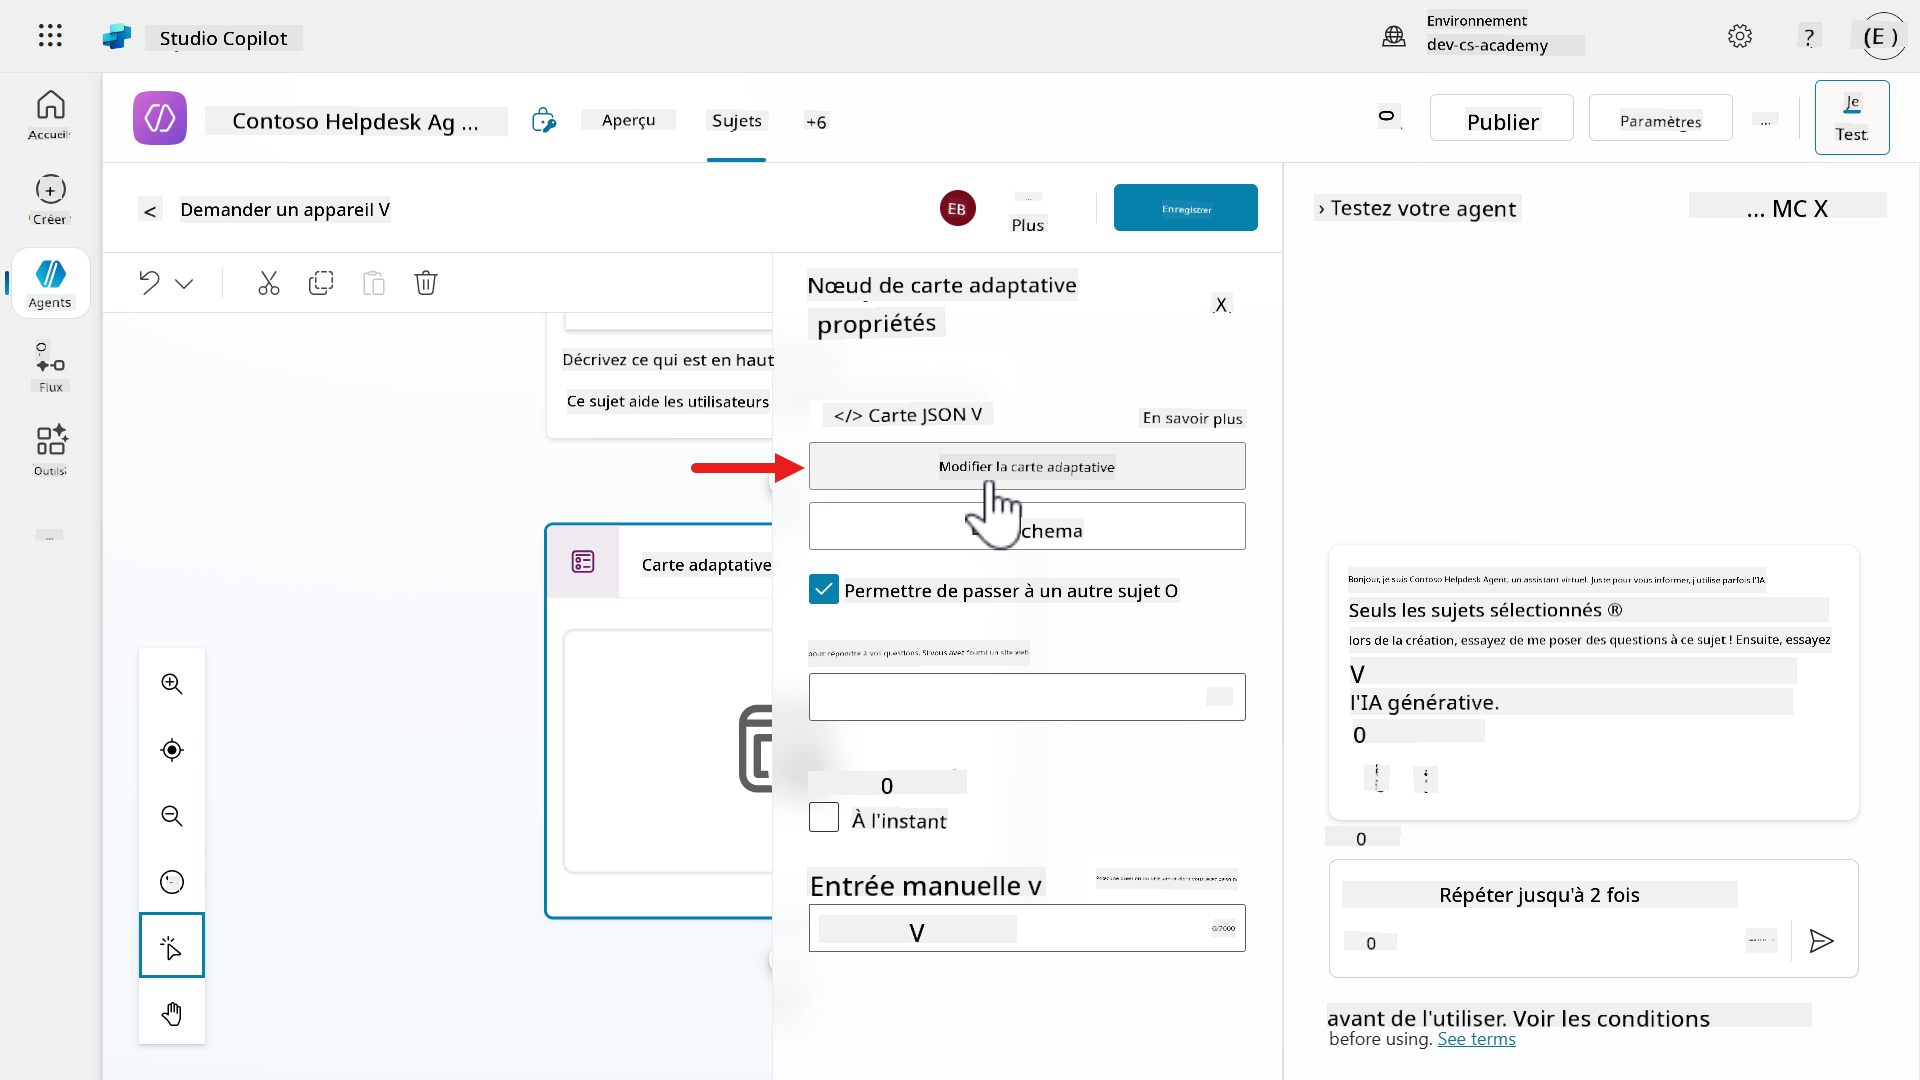 Studio Copilot
Environnement
dev-cs-academy
?
(E )
Accueil
Créer
Agents
Flux
Outils
Contoso Helpdesk Ag ...
Aperçu
Sujets
+6
Publier
Paramètres
...
Je
Test
<
Demander un appareil V
EB
Plus
Enregistrer
› Testez votre agent
... MC X
Décrivez ce qui est en haut
Ce sujet aide les utilisateurs
Carte adaptative
Nœud de carte adaptative
propriétés
X
</> Carte JSON V
En savoir plus
Modifier la carte adaptative
chema
Permettre de passer à un autre sujet O
pour répondre à vos questions. Si vous avez fourni un site web
0
À l'instant
Entrée manuelle v
V
0/2000
Bonjour, je suis Contoso Helpdesk Agent, un assistant virtuel. Juste pour vous informer, j'utilise parfois l'IA
Seuls les sujets sélectionnés ®
lors de la création, essayez de me poser des questions à ce sujet ! Ensuite, essayez
V
l'IA générative.
0
0
Répéter jusqu'à 2 fois
0
avant de l'utiliser. Voir les conditions
before using. See terms